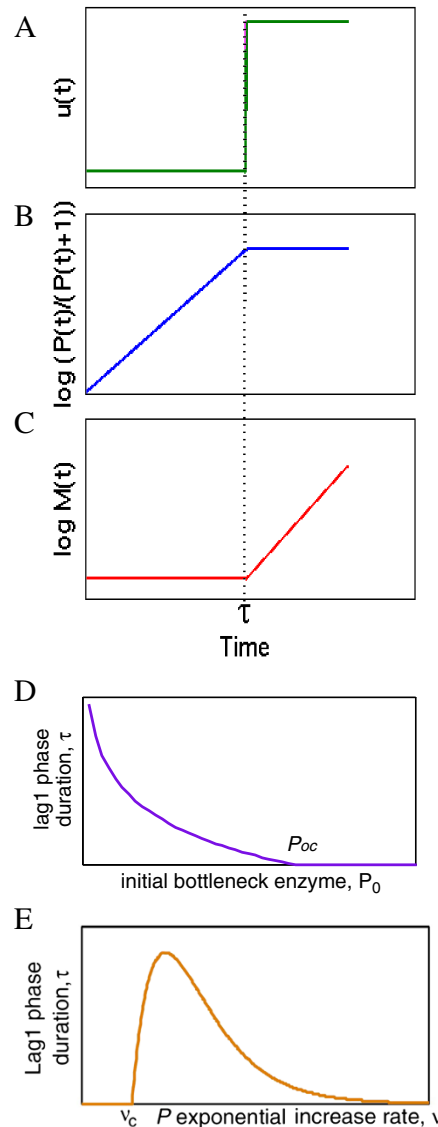 A
u(t)
B
log (P(t)/(P(t)+1))
C
log M(t)
τ
Time
D
lag1 phase
duration, τ
Poc
initial bottleneck enzyme, P0
E
Lag1 phase
duration, τ
νc
P exponential increase rate, ν